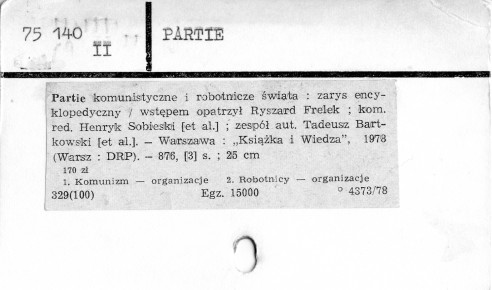 75 140
II
PARTIE
Partie komunistyczne i robotnicze świata : zarys ency-
klopedyczny / wstępem opatrzył Ryszard Frelek ; kom.
red. Henryk Sobieski [et al.] ; zespół aut. Tadeusz Bart-
kowski [et al.]. — Warszawa : „Książka i Wiedza", 1978
(Warsz : DRP). — 876, [3] s. ; 25 cm
170 zł
1. Komunizm — organizacje 2. Robotnicy — organizacje
329(100) Egz. 15000 ° 4373/78